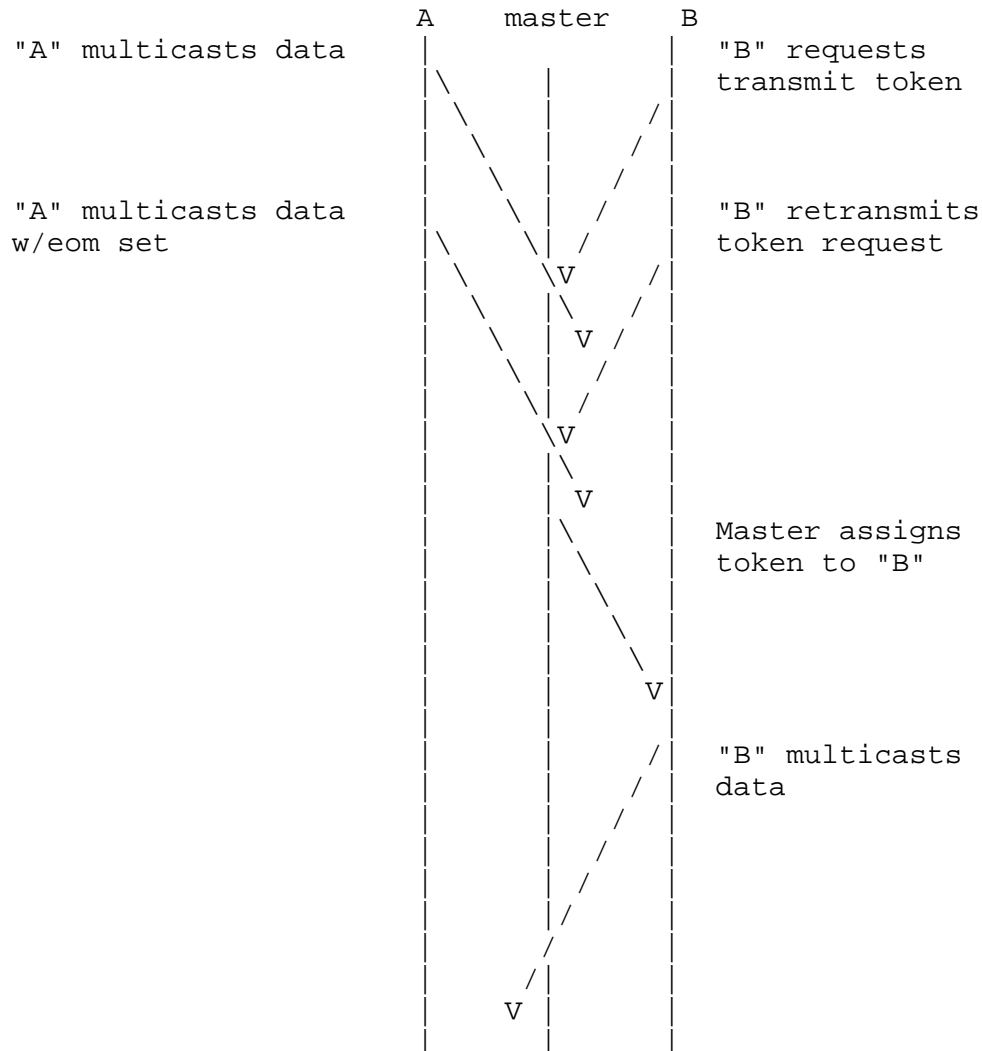 A master B
"A" multicasts data
"B" requests
transmit token
"A" multicasts data
w/eom set
"B" retransmits
token request
V
V
V
V
Master assigns
token to "B"
V
"B" multicasts
data
V